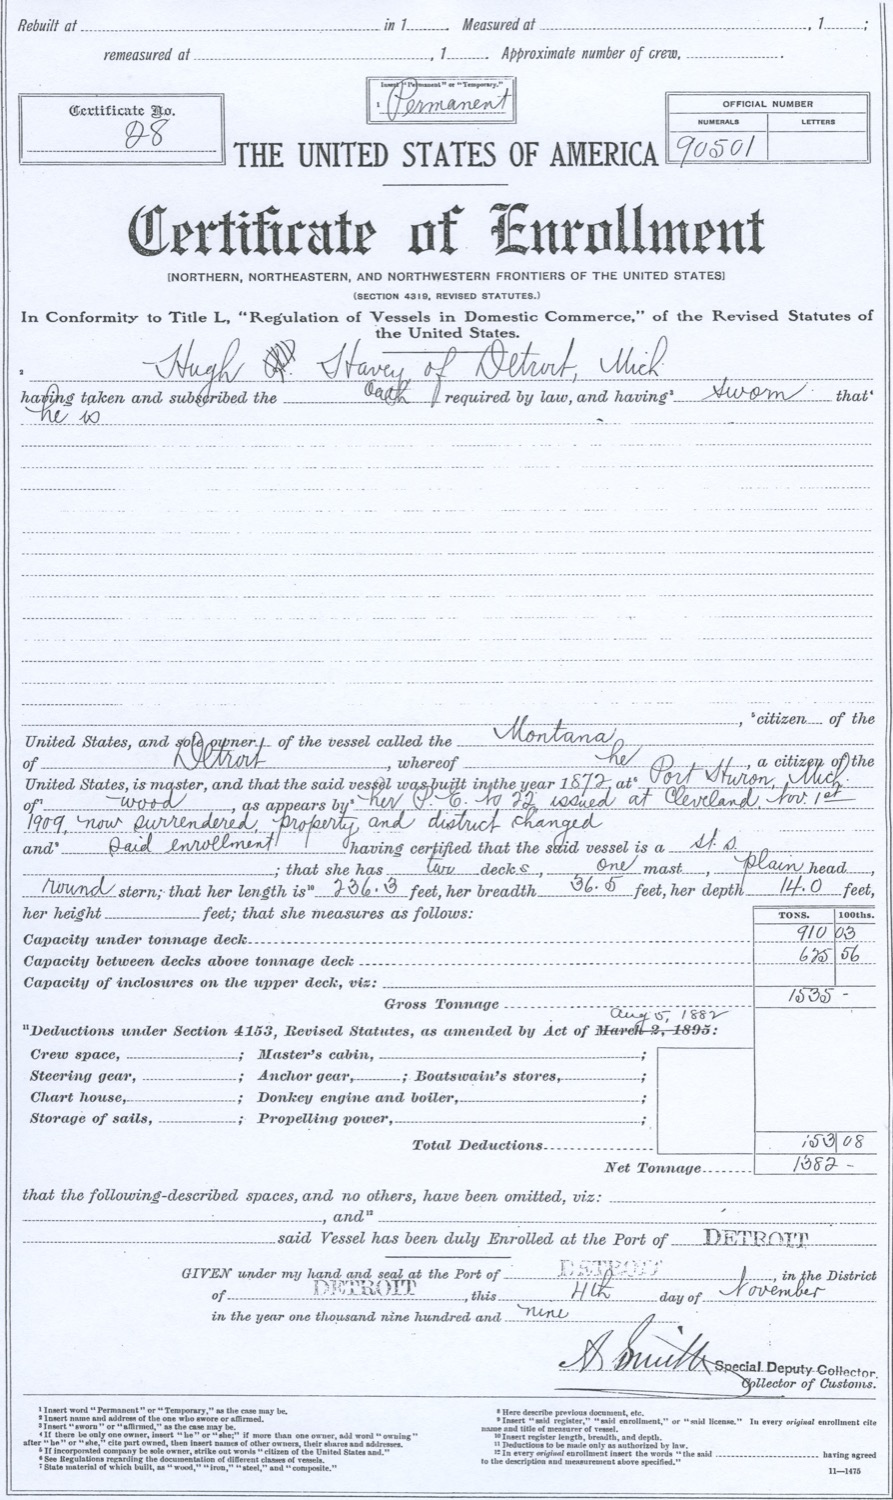 Rebuilt at in 1 Measured at , 1 ;
remeasured at , 1 . Approximate number of crew, .
Certificate No.
28
Insert "Permanent" or "Temporary."
1 Permanent
OFFICIAL NUMBER
NUMERALS LETTERS
90501
THE UNITED STATES OF AMERICA
Certificate of Enrollment
[NORTHERN, NORTHEASTERN, AND NORTHWESTERN FRONTIERS OF THE UNITED STATES]
(SECTION 4319, REVISED STATUTES.)
In Conformity to Title L, "Regulation of Vessels in Domestic Commerce," of the Revised Statutes of
the United States.
2 Hugh Stavey of Detroit, Mich
having taken and subscribed the Oath required by law, and having3 sworn that4
he is
, 5citizen of the
United States, and sole owner of the vessel called the Montana
of Detroit , whereof he , a citizen of the
United States, is master, and that the said vessel was built in the year 1872 at6 Port Huron, Mich.
of7 wood , as appears by8 her P. E. No 22 issued at Cleveland, Nov. 1st
1909, now surrendered, property and district changed
and9 said enrollment having certified that the said vessel is a st. s.
; that she has two decks, one mast , plain head,
round stern; that her length is10 236.3 feet, her breadth 36.5 feet, her depth 14.0 feet,
her height feet; that she measures as follows:
TONS. 100ths.
Capacity under tonnage deck 910 03
Capacity between decks above tonnage deck 625 56
Capacity of inclosures on the upper deck, viz:
Gross Tonnage 1535 -
Aug 5, 1882
11Deductions under Section 4153, Revised Statutes, as amended by Act of March 2, 1895:
Crew space, ; Master's cabin, ;
Steering gear, ; Anchor gear, ; Boatswain's stores, ;
Chart house, ; Donkey engine and boiler, ;
Storage of sails, ; Propelling power, ;
Total Deductions 153 08
Net Tonnage 1382 -
that the following-described spaces, and no others, have been omitted, viz:
, and12
said Vessel has been duly Enrolled at the Port of DETROIT
GIVEN under my hand and seal at the Port of DETROIT , in the District
of DETROIT , this 4th day of November
in the year one thousand nine hundred and nine
A Smith Special Deputy Collector.
Collector of Customs.
1 Insert word "Permanent" or "Temporary," as the case may be.
2 Insert name and address of the one who swore or affirmed.
3 Insert "sworn" or "affirmed," as the case may be.
4 If there be only one owner, insert "he" or "she;" if more than one owner, add word "owning"
after "he" or "she," cite part owned, then insert names of other owners, their shares and addresses.
5 If incorporated company be sole owner, strike out words "citizen of the United States and."
6 See Regulations regarding the documentation of different classes of vessels.
7 State material of which built, as "wood," "iron," "steel," and "composite."
8 Here describe previous document, etc.
9 Insert "said register," "said enrollment," or "said license." In every original enrollment cite
name and title of measurer of vessel.
10 Insert register length, breadth, and depth.
11 Deductions to be made only as authorized by law.
12 In every original enrollment insert the words "the said having agreed
to the description and measurement above specified."
11—1475